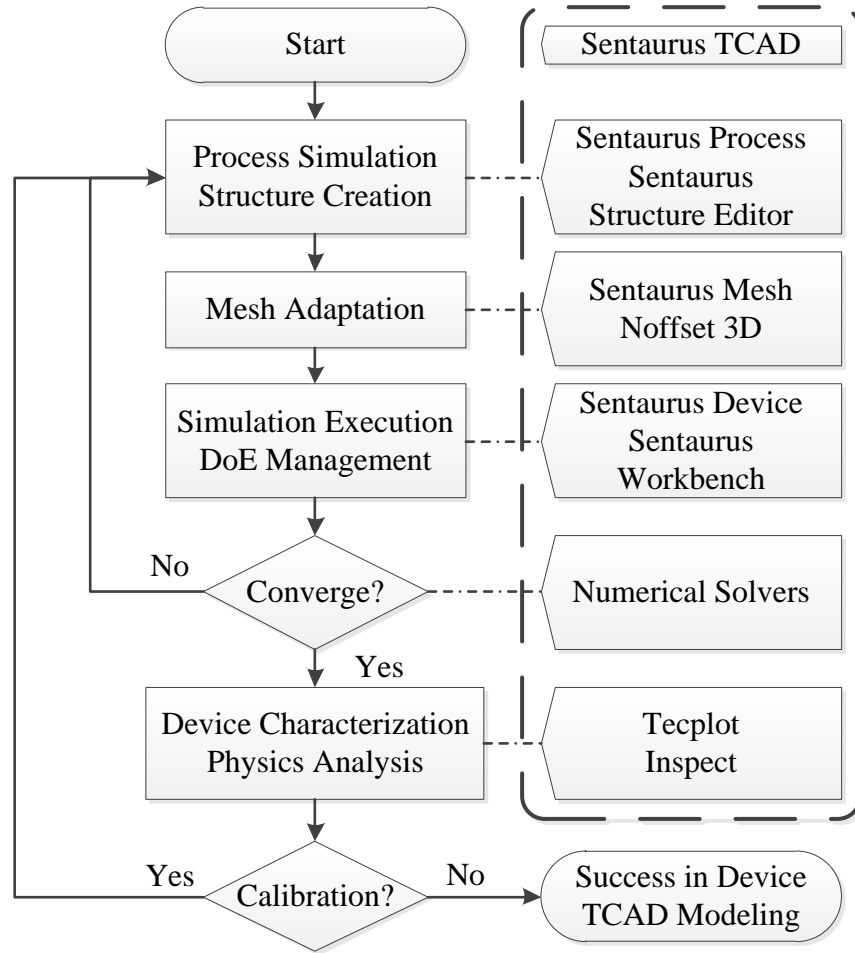 Start
Sentaurus TCAD
Process Simulation
Structure Creation
Sentaurus Process
Sentaurus
Structure Editor
Mesh Adaptation
Sentaurus Mesh
Noffset 3D
Simulation Execution
DoE Management
Sentaurus Device
Sentaurus
Workbench
No
Converge?
Numerical Solvers
Yes
Device Characterization
Physics Analysis
Tecplot
Inspect
Yes
Calibration?
No
Success in Device
TCAD Modeling